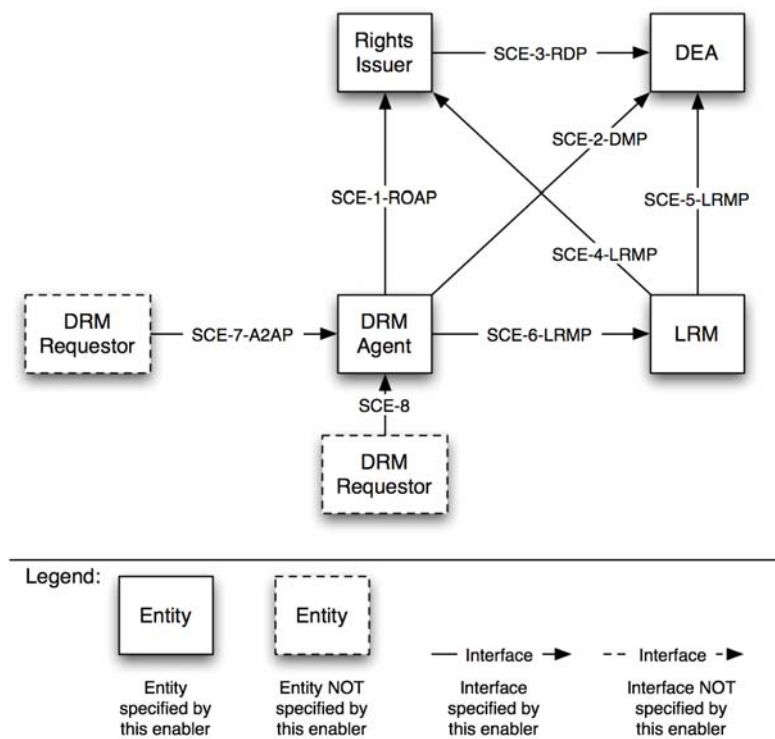 Rights
Issuer
SCE-3-RDP
DEA
SCE-2-DMP
SCE-1-ROAP
SCE-5-LRMP
SCE-4-LRMP
DRM
Requestor
SCE-7-A2AP
DRM
Agent
SCE-6-LRMP
LRM
SCE-8
DRM
Requestor
Legend:
Entity
Entity
Interface
Interface
Entity
specified by
this enabler
Entity NOT
specified by
this enabler
Interface
specified by
this enabler
Interface NOT
specified by
this enabler